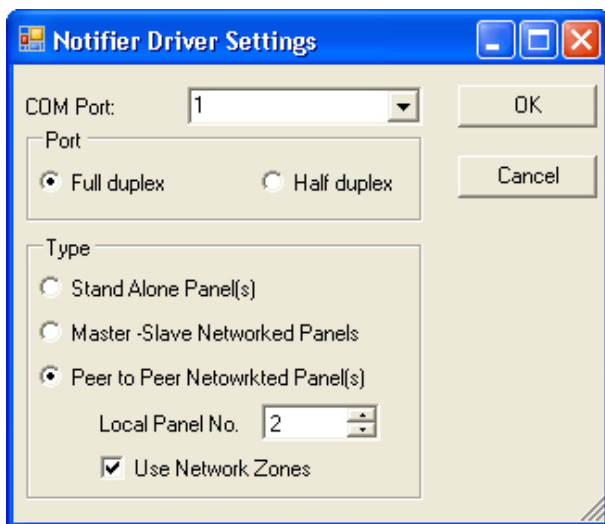 Notifier Driver Settings
COM Port: 1 OK
Port
Full duplex Half duplex Cancel
Type
Stand Alone Panel(s)
Master -Slave Networked Panels
Peer to Peer Netowrkted Panel(s)
Local Panel No. 2
Use Network Zones